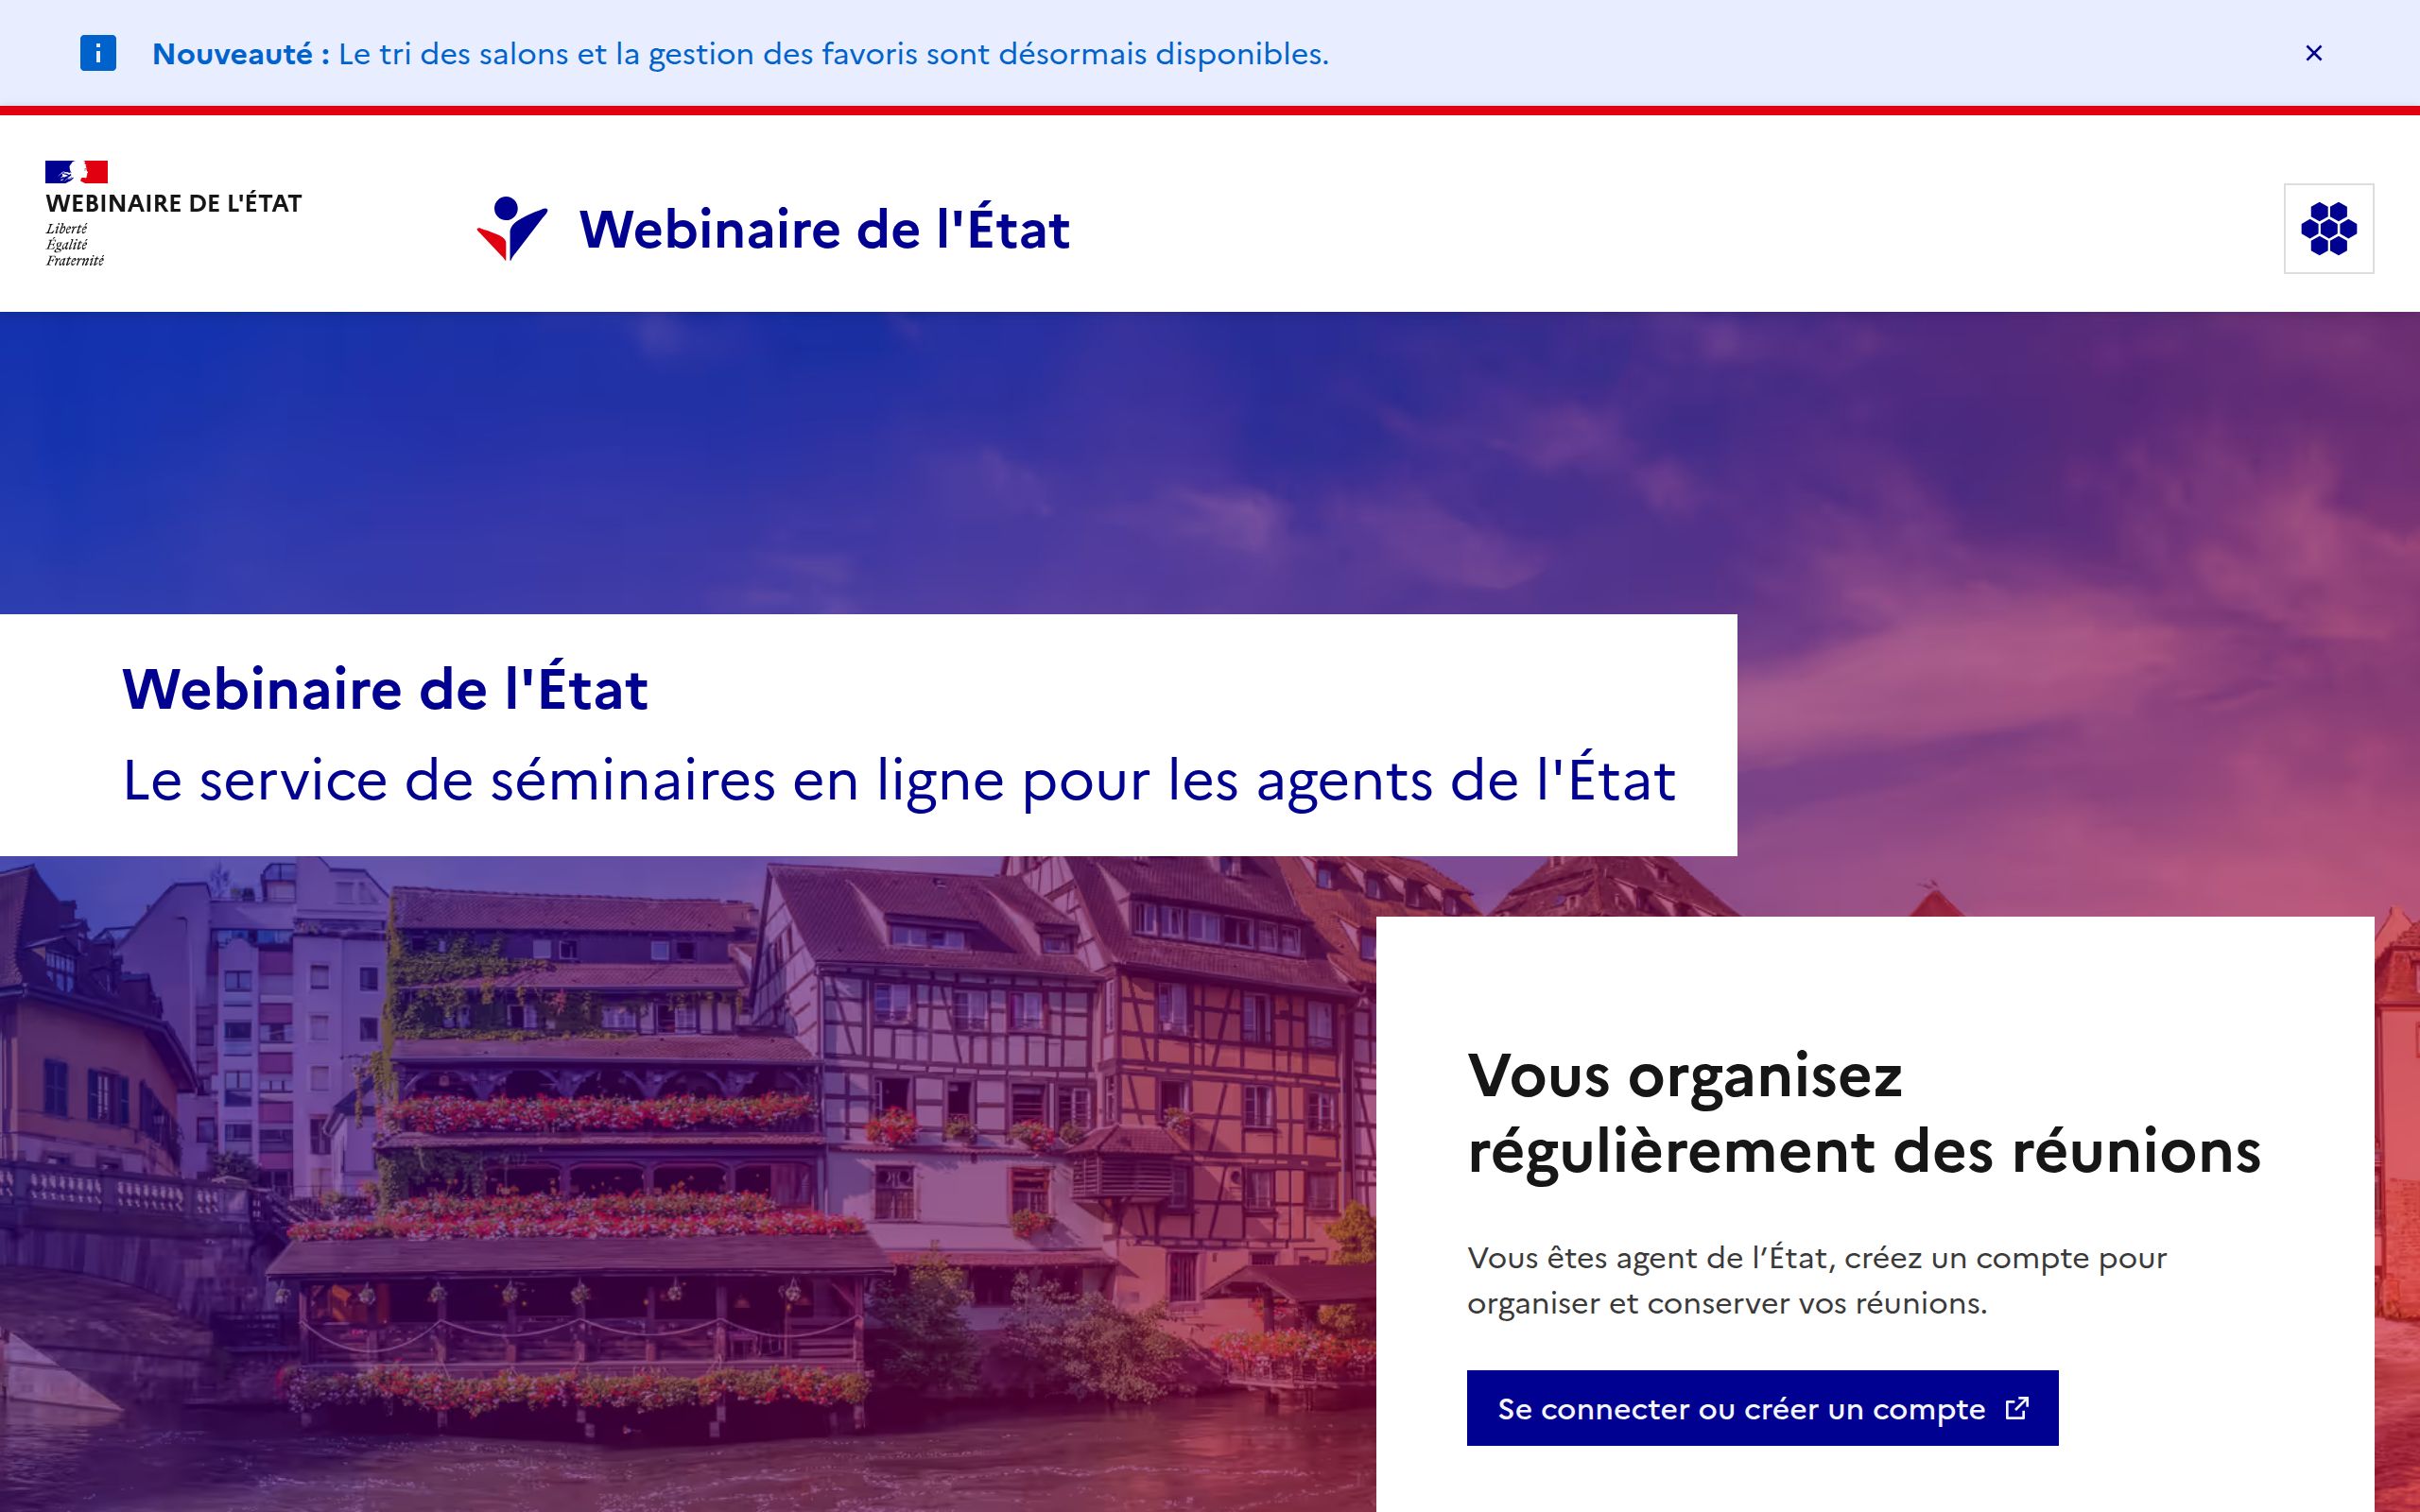 Nouveauté : Le tri des salons et la gestion des favoris sont désormais disponibles.
WEBINAIRE DE L'ÉTAT
Liberté
Égalité
Fraternité
Webinaire de l'État
Webinaire de l'État
Le service de séminaires en ligne pour les agents de l'État
Vous organisez
régulièrement des réunions
Vous êtes agent de l’État, créez un compte pour
organiser et conserver vos réunions.
Se connecter ou créer un compte